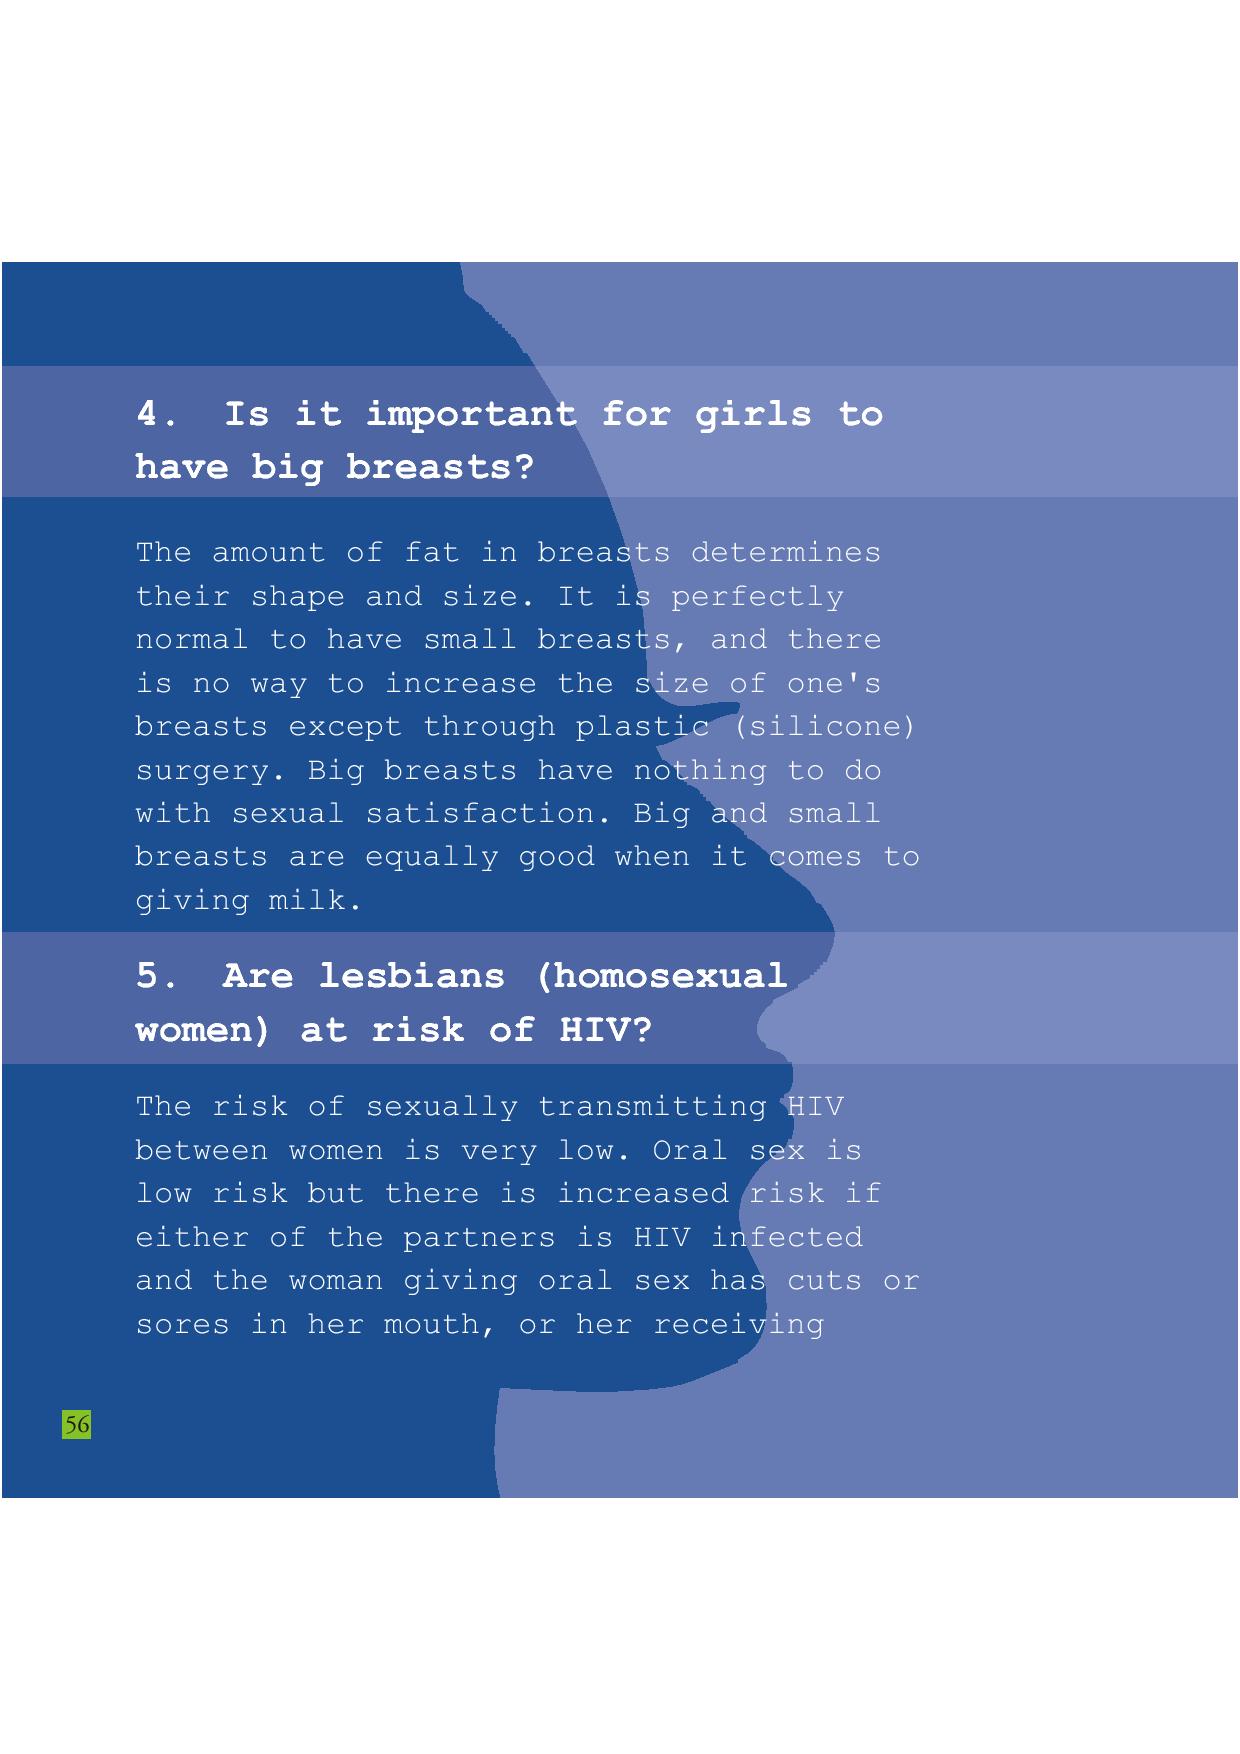 4.  Is it important for girls to
have big breasts?
The amount of fat in breasts determines
their shape and size. It is perfectly
normal to have small breasts, and there
is no way to increase the size of one's
breasts except through plastic (silicone)
surgery. Big breasts have nothing to do
with sexual satisfaction. Big and small
breasts are equally good when it comes to
giving milk.
5.  Are lesbians (homosexual
women) at risk of HIV?
The risk of sexually transmitting HIV
between women is very low. Oral sex is
low risk but there is increased risk if
either of the partners is HIV infected
and the woman giving oral sex has cuts or
sores in her mouth, or her receiving
56